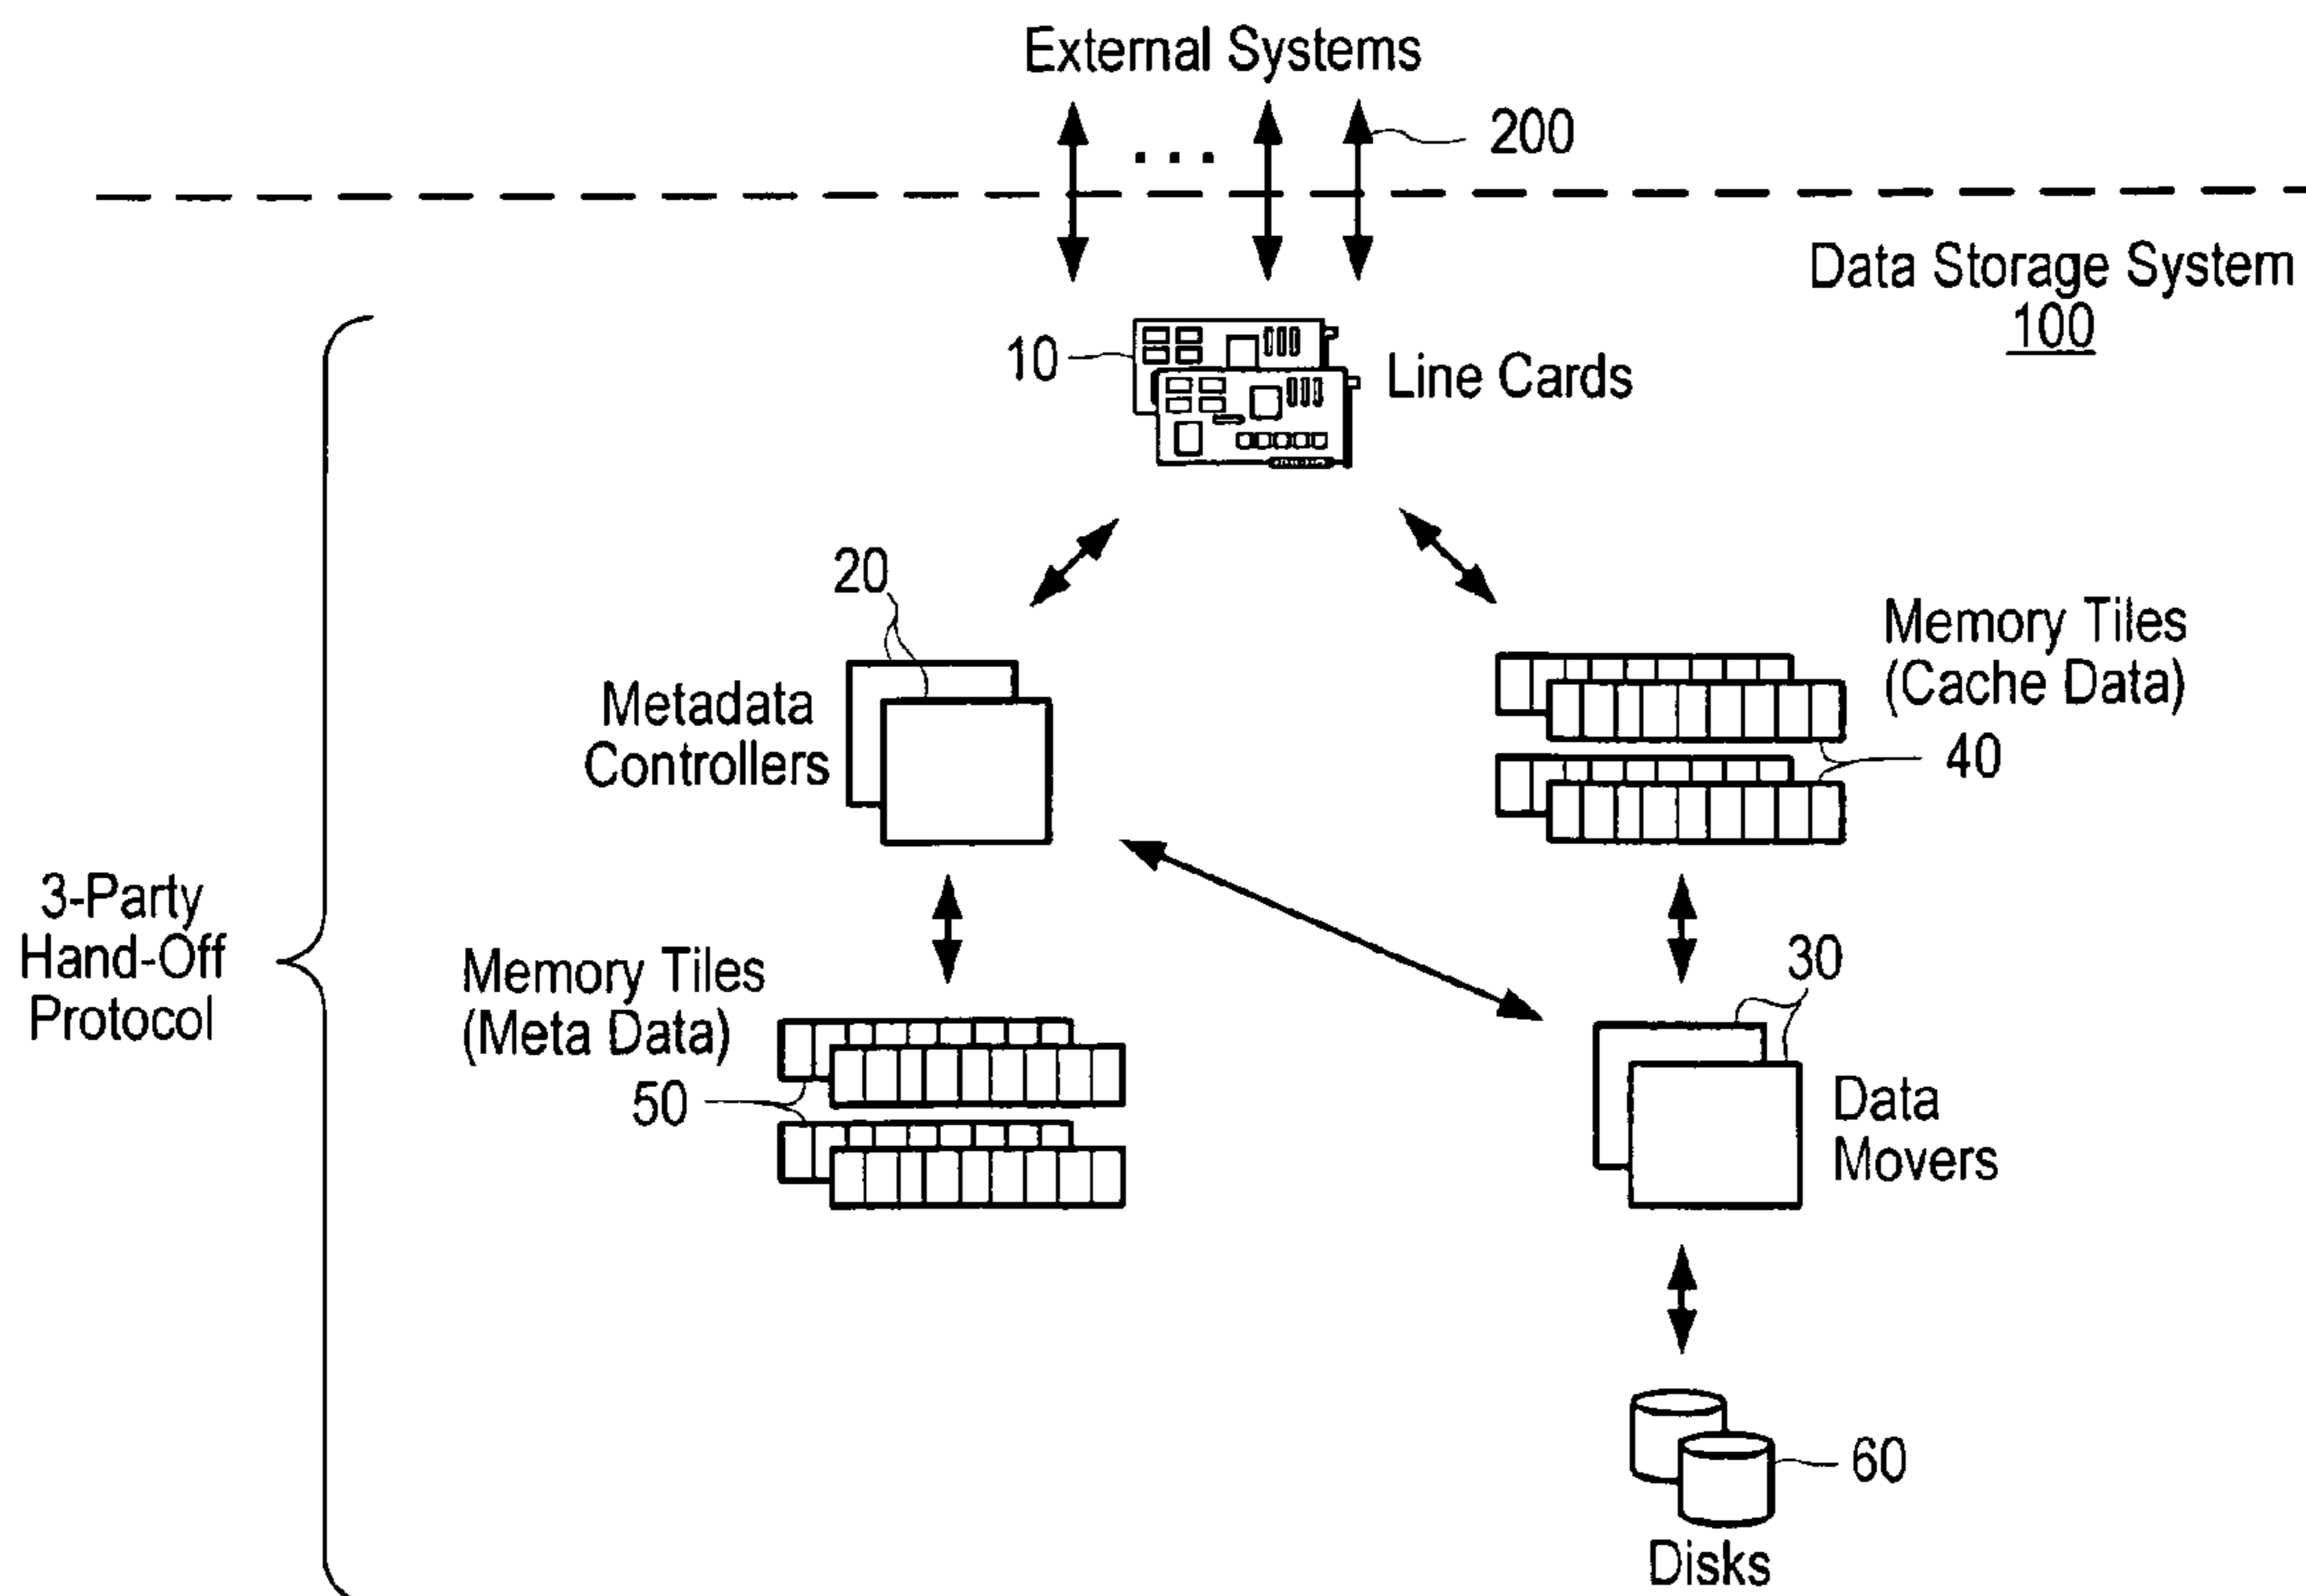 External Systems
200
Data Storage System
100
10
Line Cards
20
Metadata
Controllers
Memory Tiles
(Cache Data)
40
3-Party
Hand-Off
Protocol
Memory Tiles
(Meta Data)
50
30
Data
Movers
60
Disks